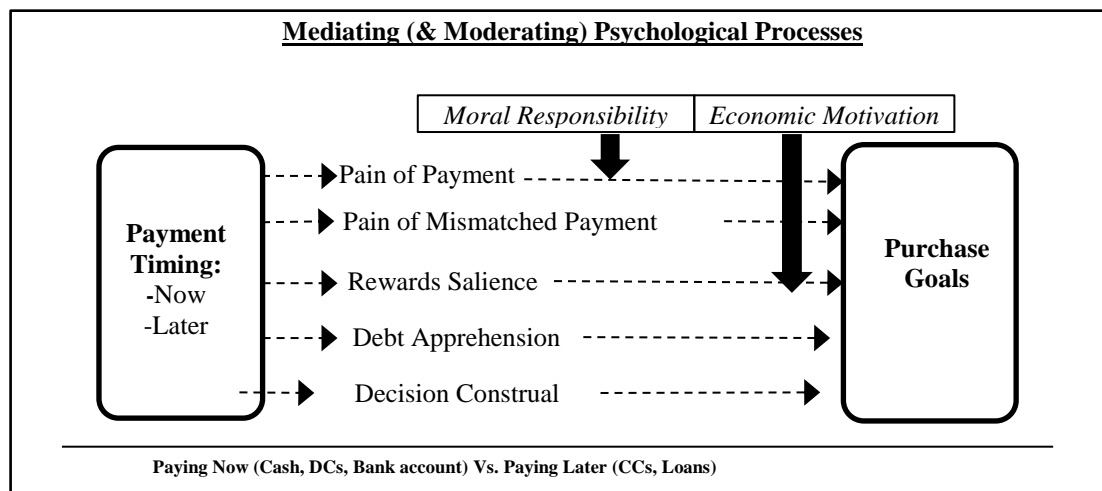 Mediating (& Moderating) Psychological Processes
Moral Responsibility
Economic Motivation
Pain of Payment
Pain of Mismatched Payment
Payment
Timing:
-Now
-Later
Rewards Salience
Purchase
Goals
Debt Apprehension
Decision Construal
Paying Now (Cash, DCs, Bank account) Vs. Paying Later (CCs, Loans)